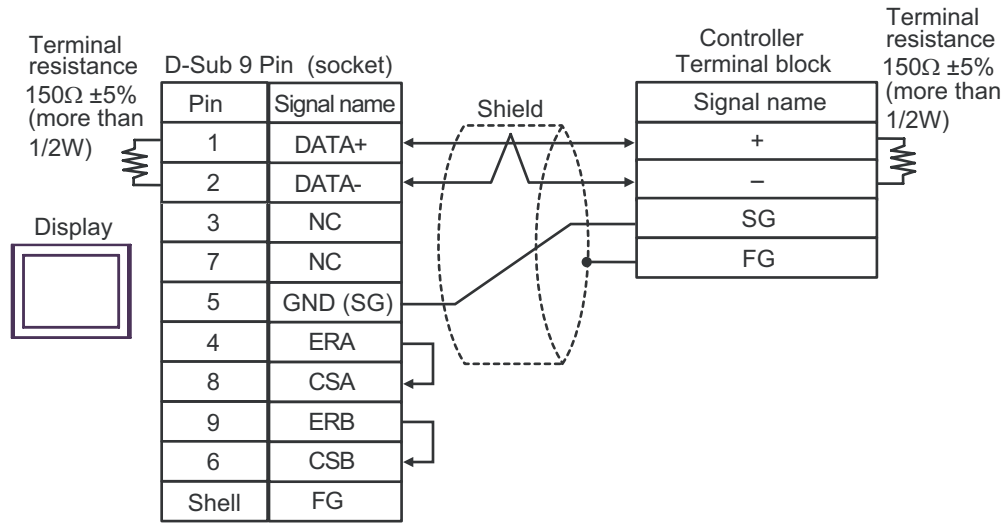 Terminal
resistance
150Ω ±5%
(more than
1/2W)
D-Sub 9 Pin (socket)
Pin Signal name
1 DATA+
2 DATA-
3 NC
7 NC
5 GND (SG)
4 ERA
8 CSA
9 ERB
6 CSB
Shell FG
Display
Shield
Controller
Terminal block
Signal name
+
–
SG
FG
Terminal
resistance
150Ω ±5%
(more than
1/2W)